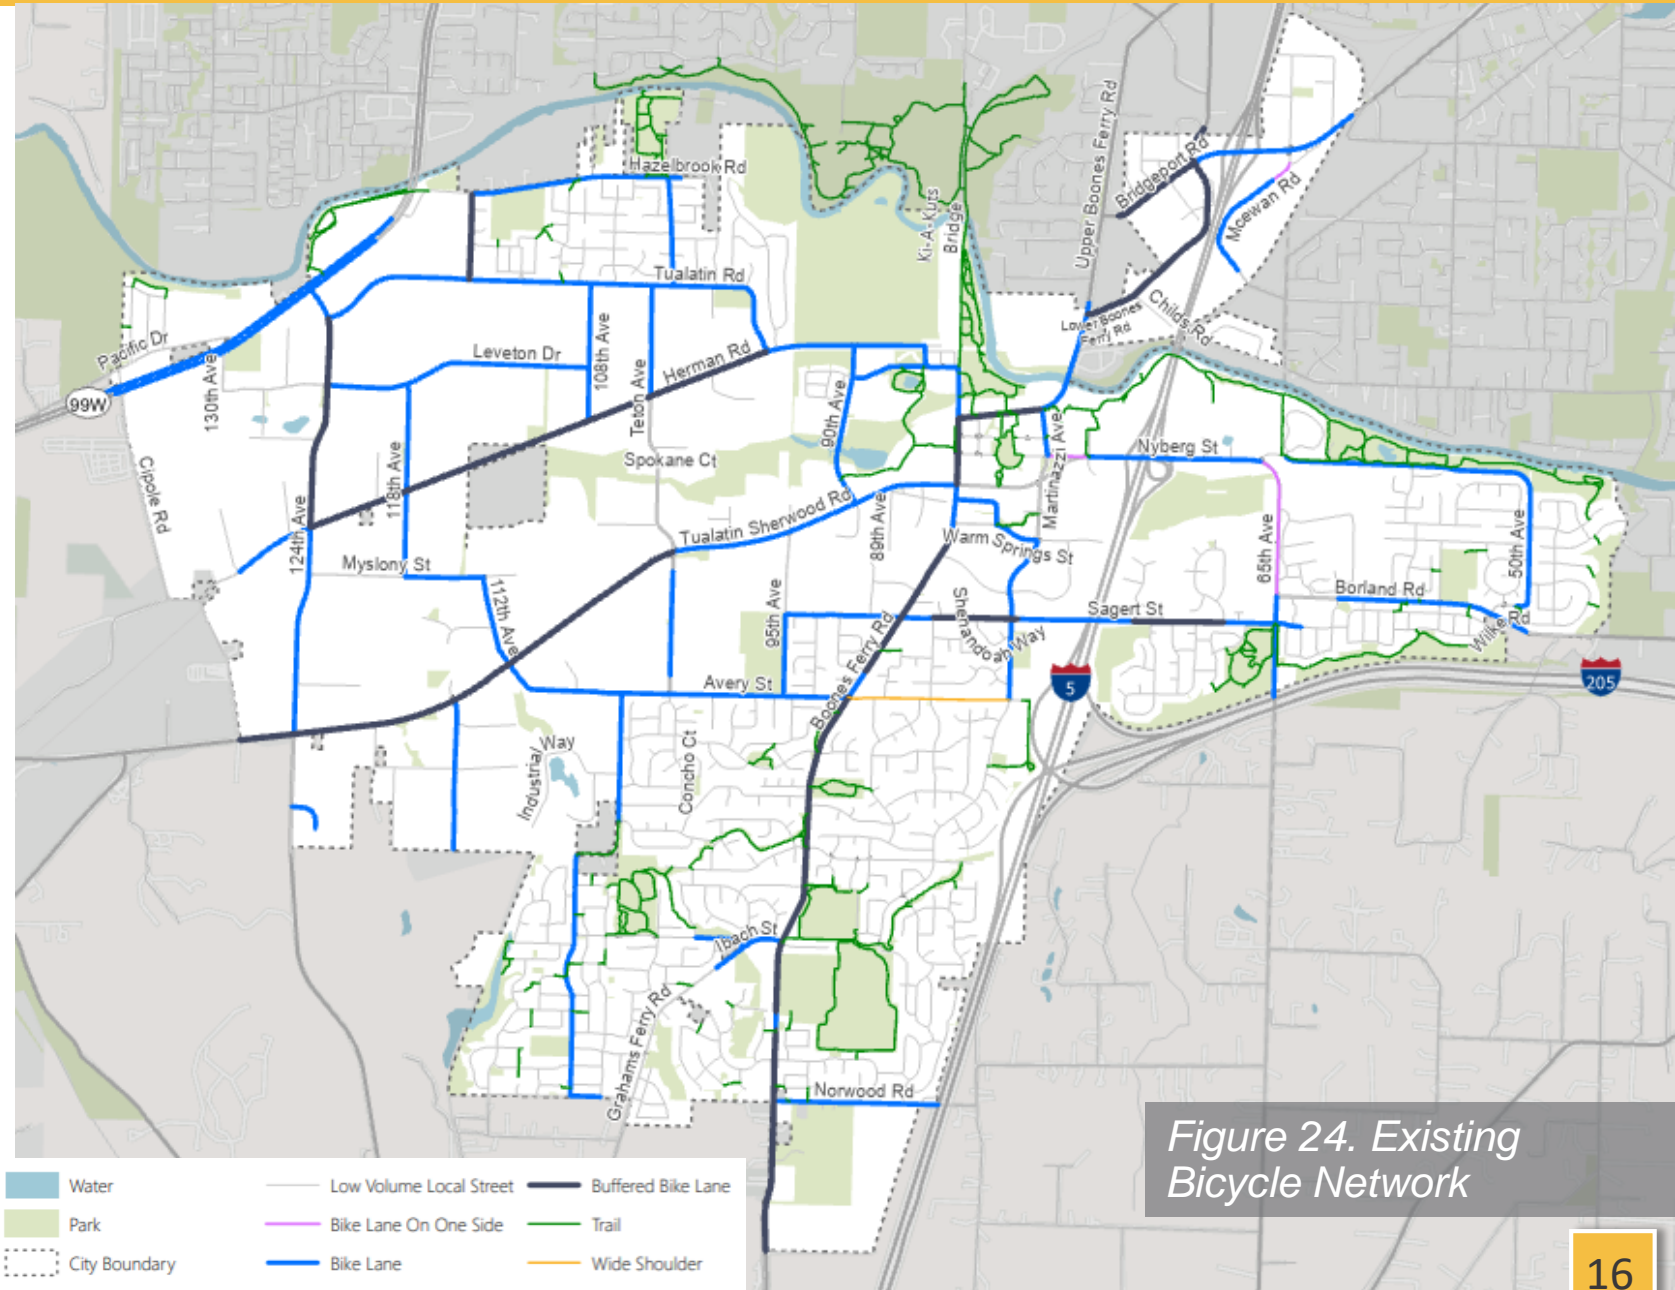 Hazelbrook Rd
Upper Boones Ferry Rd
Bridgeport Rd
Mcewan Rd
Ki-A-Kuts
Bridge
Tualatin Rd
Childs Rd
Lower Boones
Ferry Rd
Pacific Dr
130th Ave
99W
Leveton Dr
108th Ave
Teton Ave
Herman Rd
90th Ave
Martinazzi Ave
Nyberg St
Cipole Rd
118th Ave
Spokane Ct
124th Ave
Tualatin Sherwood Rd
89th Ave
Warm Springs St
65th Ave
50th Ave
Myslony St
112th Ave
95th Ave
Shenandoah Way
Sagert St
Borland Rd
Wilke Rd
Avery St
Boones Ferry Rd
5
205
Industrial Way
Concho Ct
Ibach St
Grahams Ferry Rd
Norwood Rd
Figure 24. Existing
Bicycle Network
Water
Low Volume Local Street
Buffered Bike Lane
Park
Bike Lane On One Side
Trail
City Boundary
Bike Lane
Wide Shoulder
16